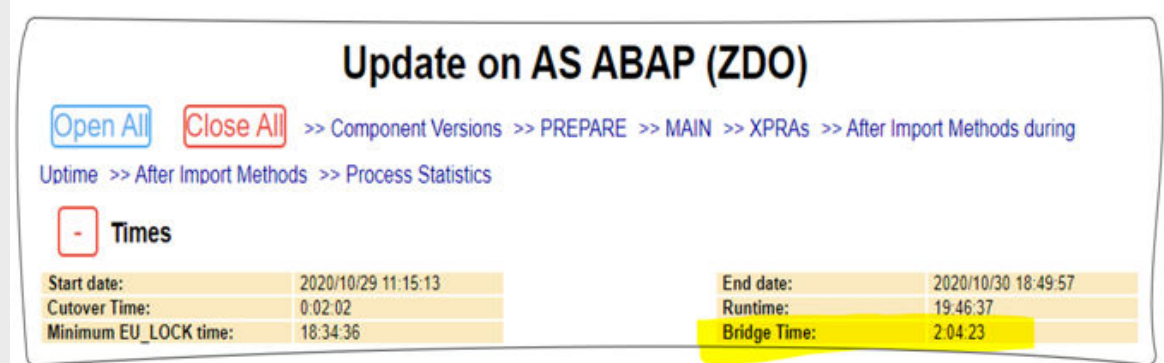 Update on AS ABAP (ZDO)
Open All Close All >> Component Versions >> PREPARE >> MAIN >> XPRAs >> After Import Methods during
Uptime >> After Import Methods >> Process Statistics
- Times
Start date: 2020/10/29 11:15:13 End date: 2020/10/30 18:49:57
Cutover Time: 0:02:02 Runtime: 19:46:37
Minimum EU_LOCK time: 18:34:36 Bridge Time: 2:04:23